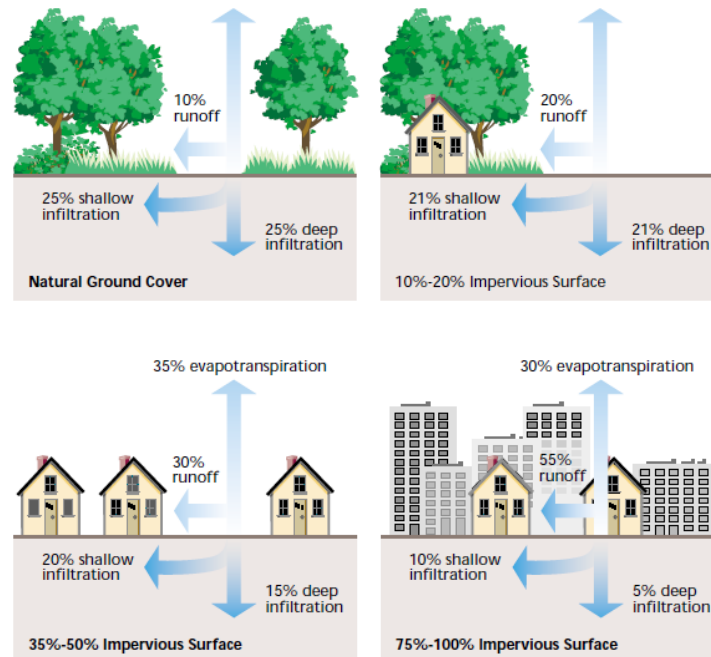 10%
runoff
25% shallow
infiltration
25% deep
infiltration
Natural Ground Cover
20%
runoff
21% shallow
infiltration
21% deep
infiltration
10%-20% Impervious Surface
35% evapotranspiration
30%
runoff
20% shallow
infiltration
15% deep
infiltration
35%-50% Impervious Surface
30% evapotranspiration
55%
runoff
10% shallow
infiltration
5% deep
infiltration
75%-100% Impervious Surface